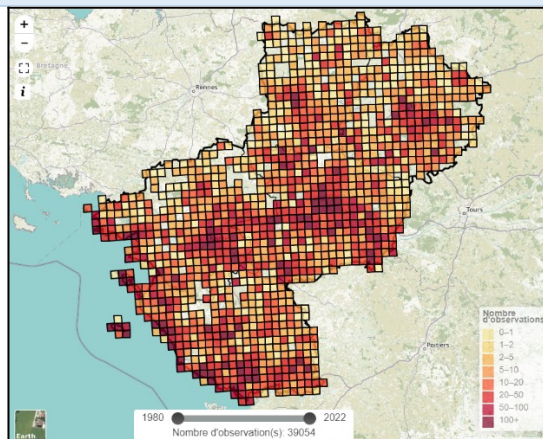 +
−
i
Bretagne
Rennes
Tours
Poitiers
Nombre
d'observations
0–1
1–2
2–5
5–10
10–20
20–50
50–100
100+
Earth
1980
2022
Nombre d'observation(s): 39054